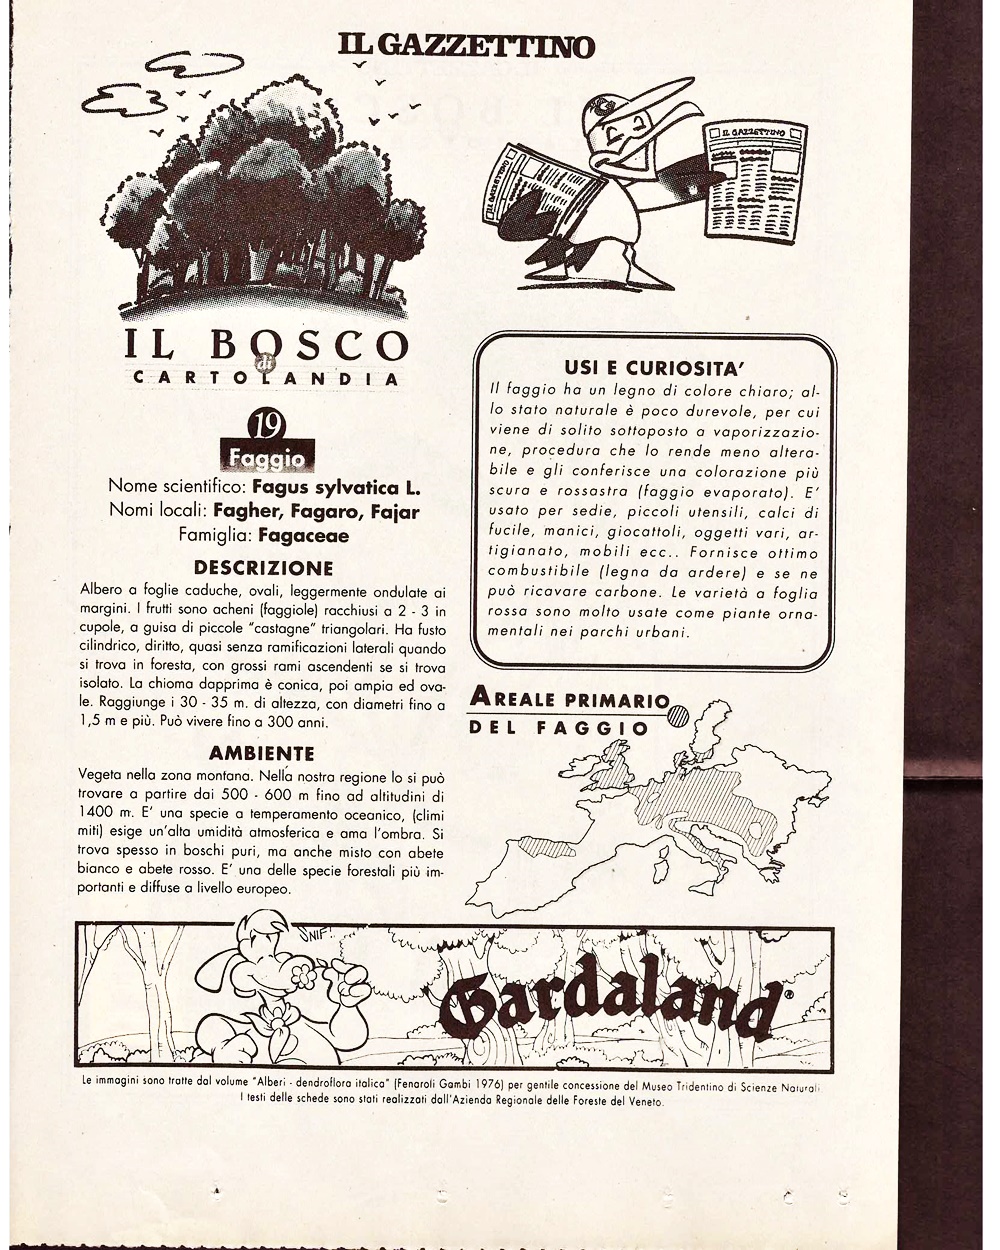 IL GAZZETTINO
IL GAZZETTINO
IL GAZZETTINO
IL BOSCO
di
CARTOLANDIA
19
Faggio
Nome scientifico: Fagus sylvatica L.
Nomi locali: Fagher, Fagaro, Fajar
Famiglia: Fagaceae
DESCRIZIONE
Albero a foglie caduche, ovali, leggermente ondulate ai
margini. I frutti sono acheni (faggiole) racchiusi a 2 - 3 in
cupole, a guisa di piccole "castagne" triangolari. Ha fusto
cilindrico, diritto, quasi senza ramificazioni laterali quando
si trova in foresta, con grossi rami ascendenti se si trova
isolato. La chioma dapprima è conica, poi ampia ed ova-
le. Raggiunge i 30 - 35 m. di altezza, con diametri fino a
1,5 m e più. Può vivere fino a 300 anni.
AMBIENTE
Vegeta nella zona montana. Nella nostra regione lo si può
trovare a partire dai 500 - 600 m fino ad altitudini di
1400 m. E' una specie a temperamento oceanico, (climi
miti) esige un'alta umidità atmosferica e ama l'ombra. Si
trova spesso in boschi puri, ma anche misto con abete
bianco e abete rosso. E' una delle specie forestali più im-
portanti e diffuse a livello europeo.
USI E CURIOSITA'
Il faggio ha un legno di colore chiaro; al-
lo stato naturale è poco durevole, per cui
viene di solito sottoposto a vaporizzazio-
ne, procedura che lo rende meno altera-
bile e gli conferisce una colorazione più
scura e rossastra (faggio evaporato). E'
usato per sedie, piccoli utensili, calci di
fucile, manici, giocattoli, oggetti vari, ar-
tigianato, mobili ecc.. Fornisce ottimo
combustibile (legna da ardere) e se ne
può ricavare carbone. Le varietà a foglia
rossa sono molto usate come piante orna-
mentali nei parchi urbani.
AREALE PRIMARIO
DEL FAGGIO
SNIF!
Gardaland®
Le immagini sono tratte dal volume "Alberi - dendroflora italica" (Fenaroli Gambi 1976) per gentile concessione del Museo Tridentino di Scienze Naturali.
I testi delle schede sono stati realizzati dall'Azienda Regionale delle Foreste del Veneto.